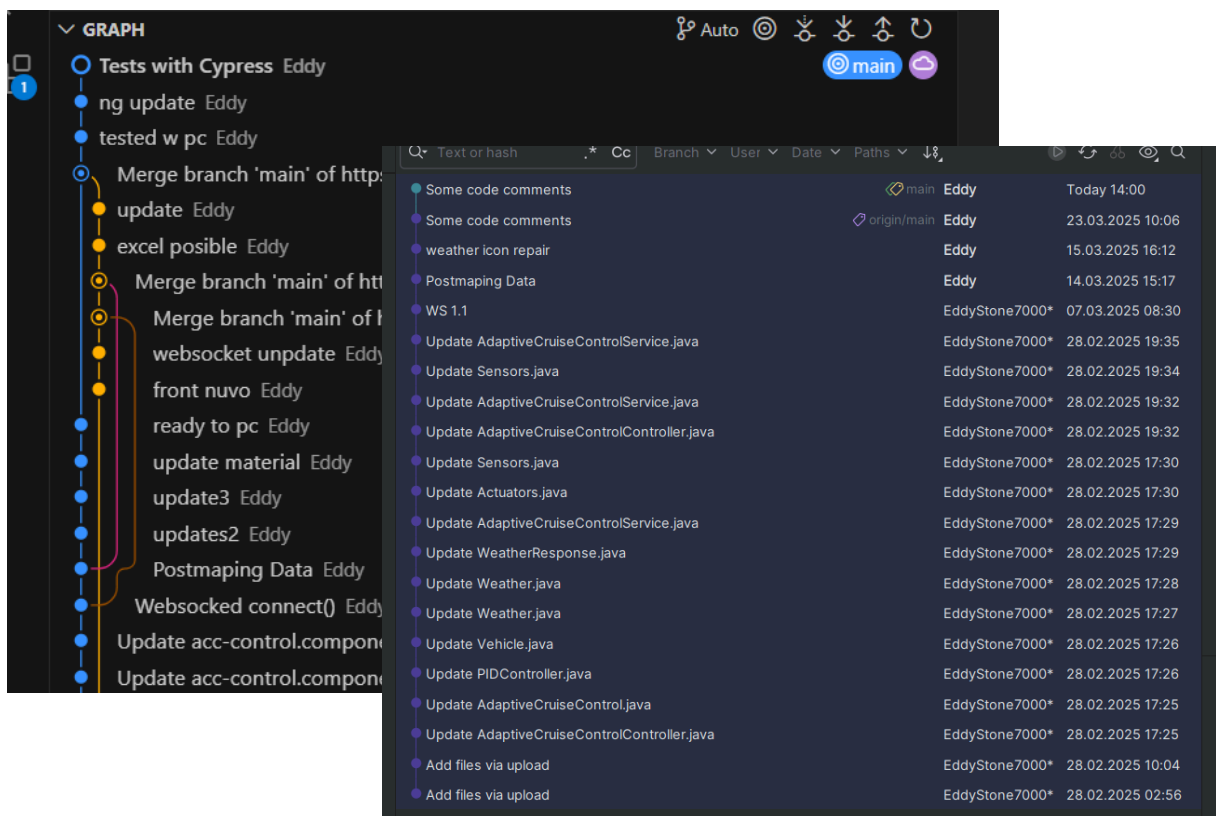 GRAPH
Auto
Tests with Cypress Eddy
main
1
ng update Eddy
tested w pc Eddy
Merge branch 'main' of https
update Eddy
excel posible Eddy
Merge branch 'main' of htt
Merge branch 'main' of
websocket unpdate Eddy
front nuvo Eddy
ready to pc Eddy
update material Eddy
update3 Eddy
updates2 Eddy
Postmaping Data Eddy
Websocked connect() Eddy
Update acc-control.compone
Update acc-control.compone
Text or hash .* Cc Branch User Date Paths
Some code comments main Eddy Today 14:00
Some code comments origin/main Eddy 23.03.2025 10:06
weather icon repair Eddy 15.03.2025 16:12
Postmaping Data Eddy 14.03.2025 15:17
WS 1.1 EddyStone7000* 07.03.2025 08:30
Update AdaptiveCruiseControlService.java EddyStone7000* 28.02.2025 19:35
Update Sensors.java EddyStone7000* 28.02.2025 19:34
Update AdaptiveCruiseControlService.java EddyStone7000* 28.02.2025 19:32
Update AdaptiveCruiseControlController.java EddyStone7000* 28.02.2025 19:32
Update Sensors.java EddyStone7000* 28.02.2025 17:30
Update Actuators.java EddyStone7000* 28.02.2025 17:30
Update AdaptiveCruiseControlService.java EddyStone7000* 28.02.2025 17:29
Update WeatherResponse.java EddyStone7000* 28.02.2025 17:29
Update Weather.java EddyStone7000* 28.02.2025 17:28
Update Weather.java EddyStone7000* 28.02.2025 17:27
Update Vehicle.java EddyStone7000* 28.02.2025 17:26
Update PIDController.java EddyStone7000* 28.02.2025 17:26
Update AdaptiveCruiseControl.java EddyStone7000* 28.02.2025 17:25
Update AdaptiveCruiseControlController.java EddyStone7000* 28.02.2025 17:25
Add files via upload EddyStone7000* 28.02.2025 10:04
Add files via upload EddyStone7000* 28.02.2025 02:56